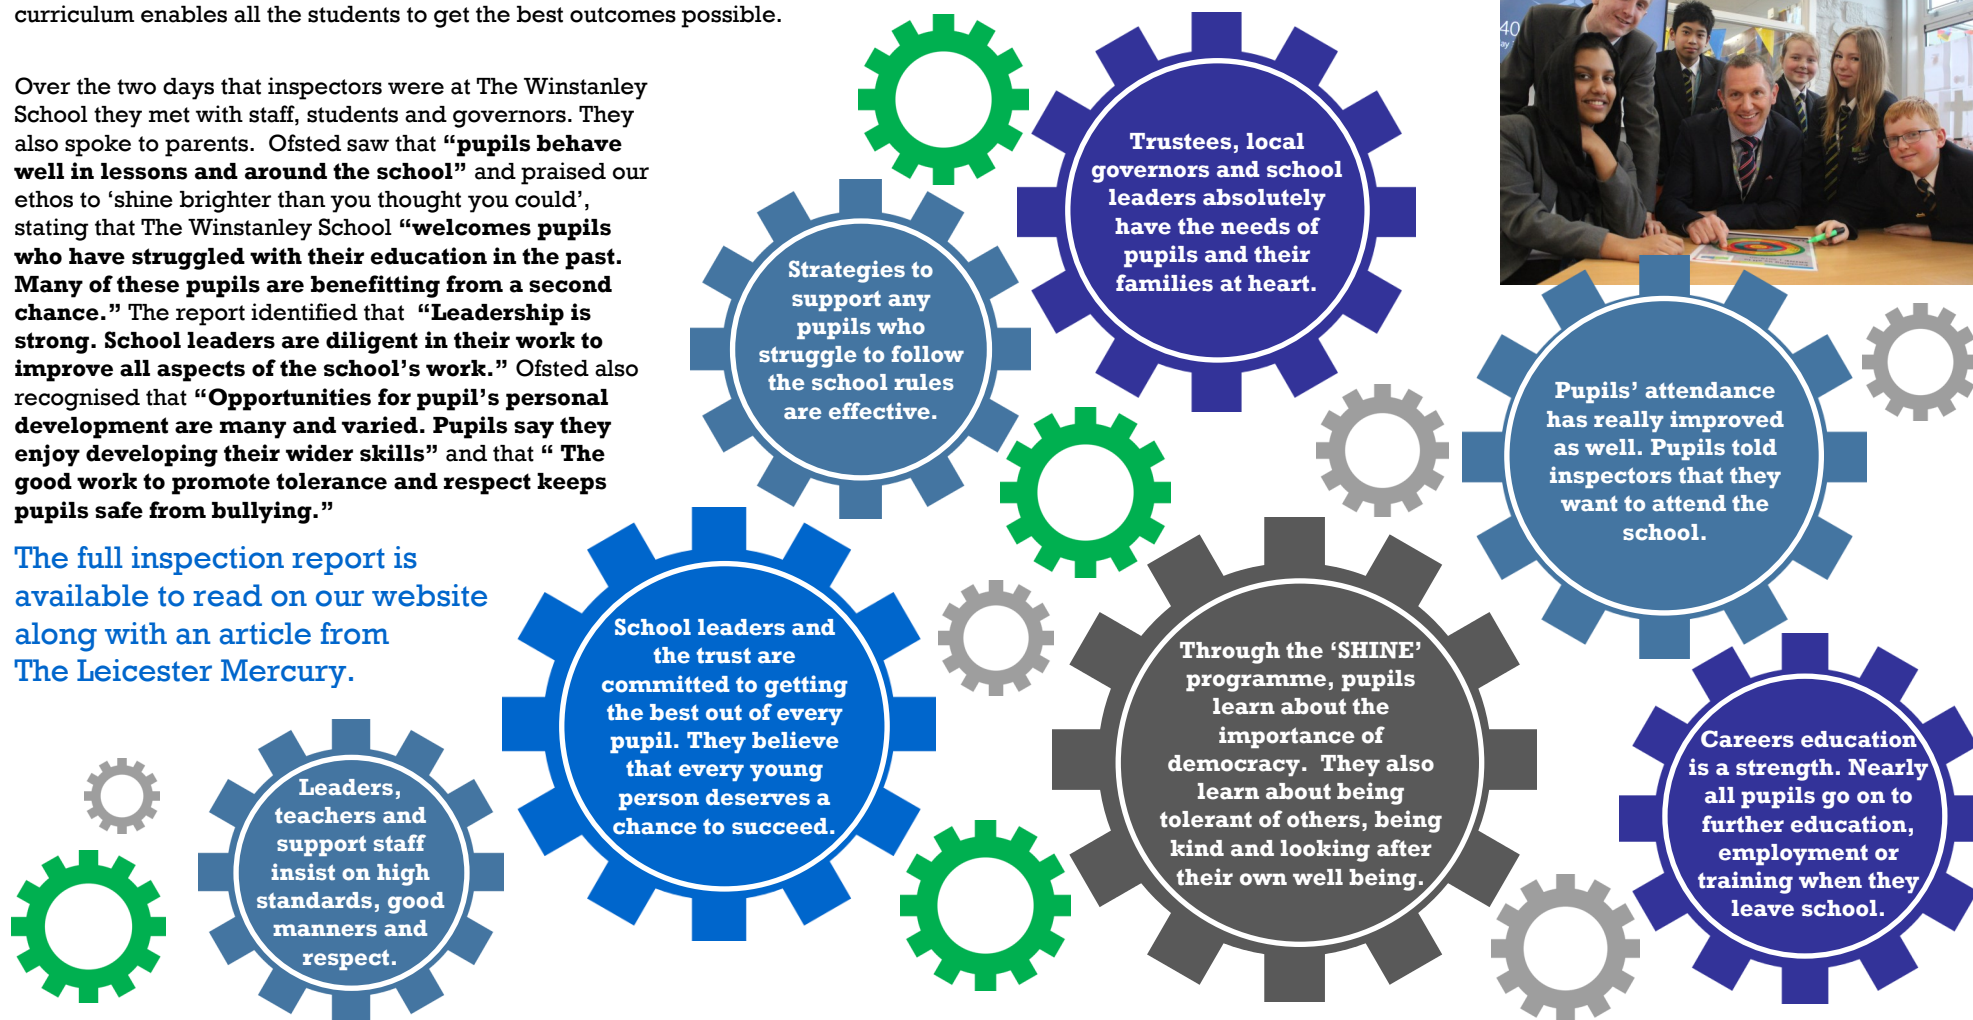 curriculum enables all the students to get the best outcomes possible.
Over the two days that inspectors were at The Winstanley
School they met with staff, students and governors. They
also spoke to parents.  Ofsted saw that “pupils behave
well in lessons and around the school” and praised our
ethos to ‘shine brighter than you thought you could’,
stating that The Winstanley School “welcomes pupils
who have struggled with their education in the past.
Many of these pupils are benefitting from a second
chance.” The report identified that  “Leadership is
strong. School leaders are diligent in their work to
improve all aspects of the school’s work.” Ofsted also
recognised that “Opportunities for pupil’s personal
development are many and varied. Pupils say they
enjoy developing their wider skills” and that “ The
good work to promote tolerance and respect keeps
pupils safe from bullying.”
The full inspection report is
available to read on our website
along with an article from
The Leicester Mercury.
Strategies to
support any
pupils who
struggle to follow
the school rules
are effective.
Trustees, local
governors and school
leaders absolutely
have the needs of
pupils and their
families at heart.
Pupils’ attendance
has really improved
as well. Pupils told
inspectors that they
want to attend the
school.
Leaders,
teachers and
support staff
insist on high
standards, good
manners and
respect.
School leaders and
the trust are
committed to getting
the best out of every
pupil. They believe
that every young
person deserves a
chance to succeed.
Through the ‘SHINE’
programme, pupils
learn about the
importance of
democracy.  They also
learn about being
tolerant of others, being
kind and looking after
their own well being.
Careers education
is a strength. Nearly
all pupils go on to
further education,
employment or
training when they
leave school.
40